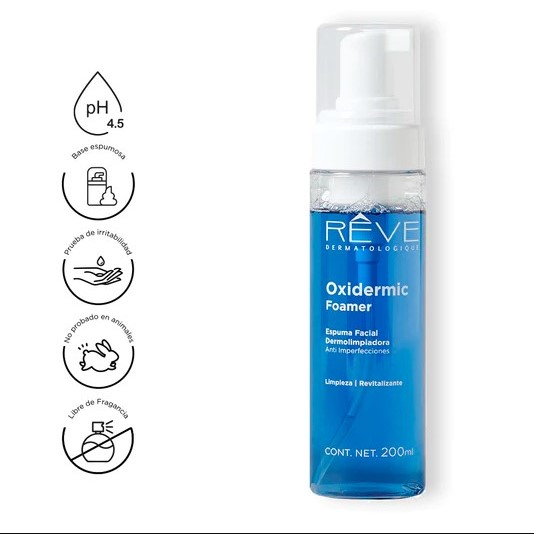 pH
4.5
Base espumosa
Prueba de irritabilidad
No probado en animales
Libre de Fragancia
RÊVE
DERMATOLOGIQUE
Oxidermic
Foamer
Espuma Facial
Dermolimpiadora
Anti Imperfecciones
Limpieza | Revitalizante
CONT. NET. 200ml